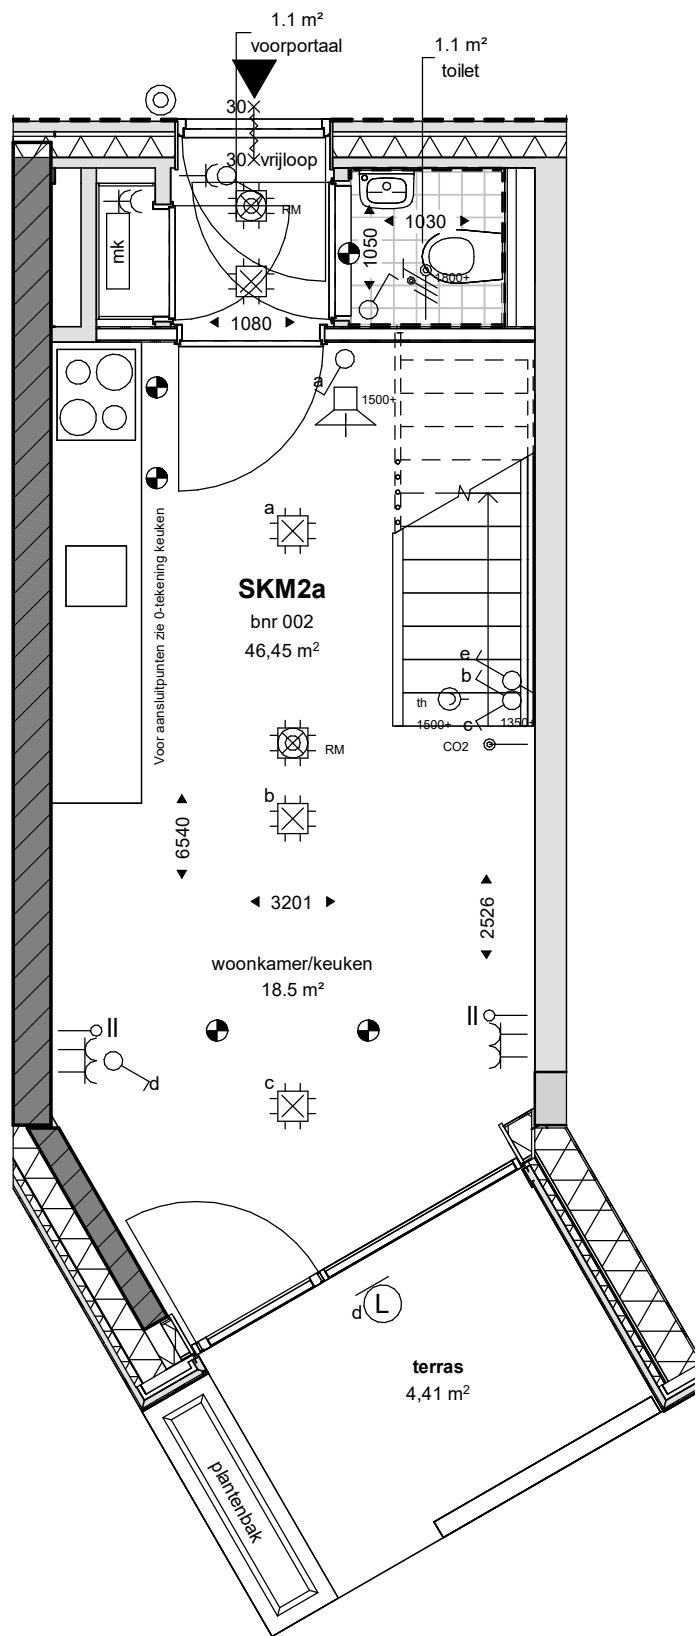 1.1 m²
voorportaal
1.1 m²
toilet
30
30
vrijloop
RM
mk
1030
1050
1800+
1080
a
1500+
a
SKM2a
bnr 002
46,45 m²
Voor aansluitpunten zie 0-tekening keuken
N
e
b
th
c
1500+
1350+
CO2
RM
b
6540
3201
2526
woonkamer/keuken
18.5 m²
d
c
d
L
terras
4,41 m²
plantenbak